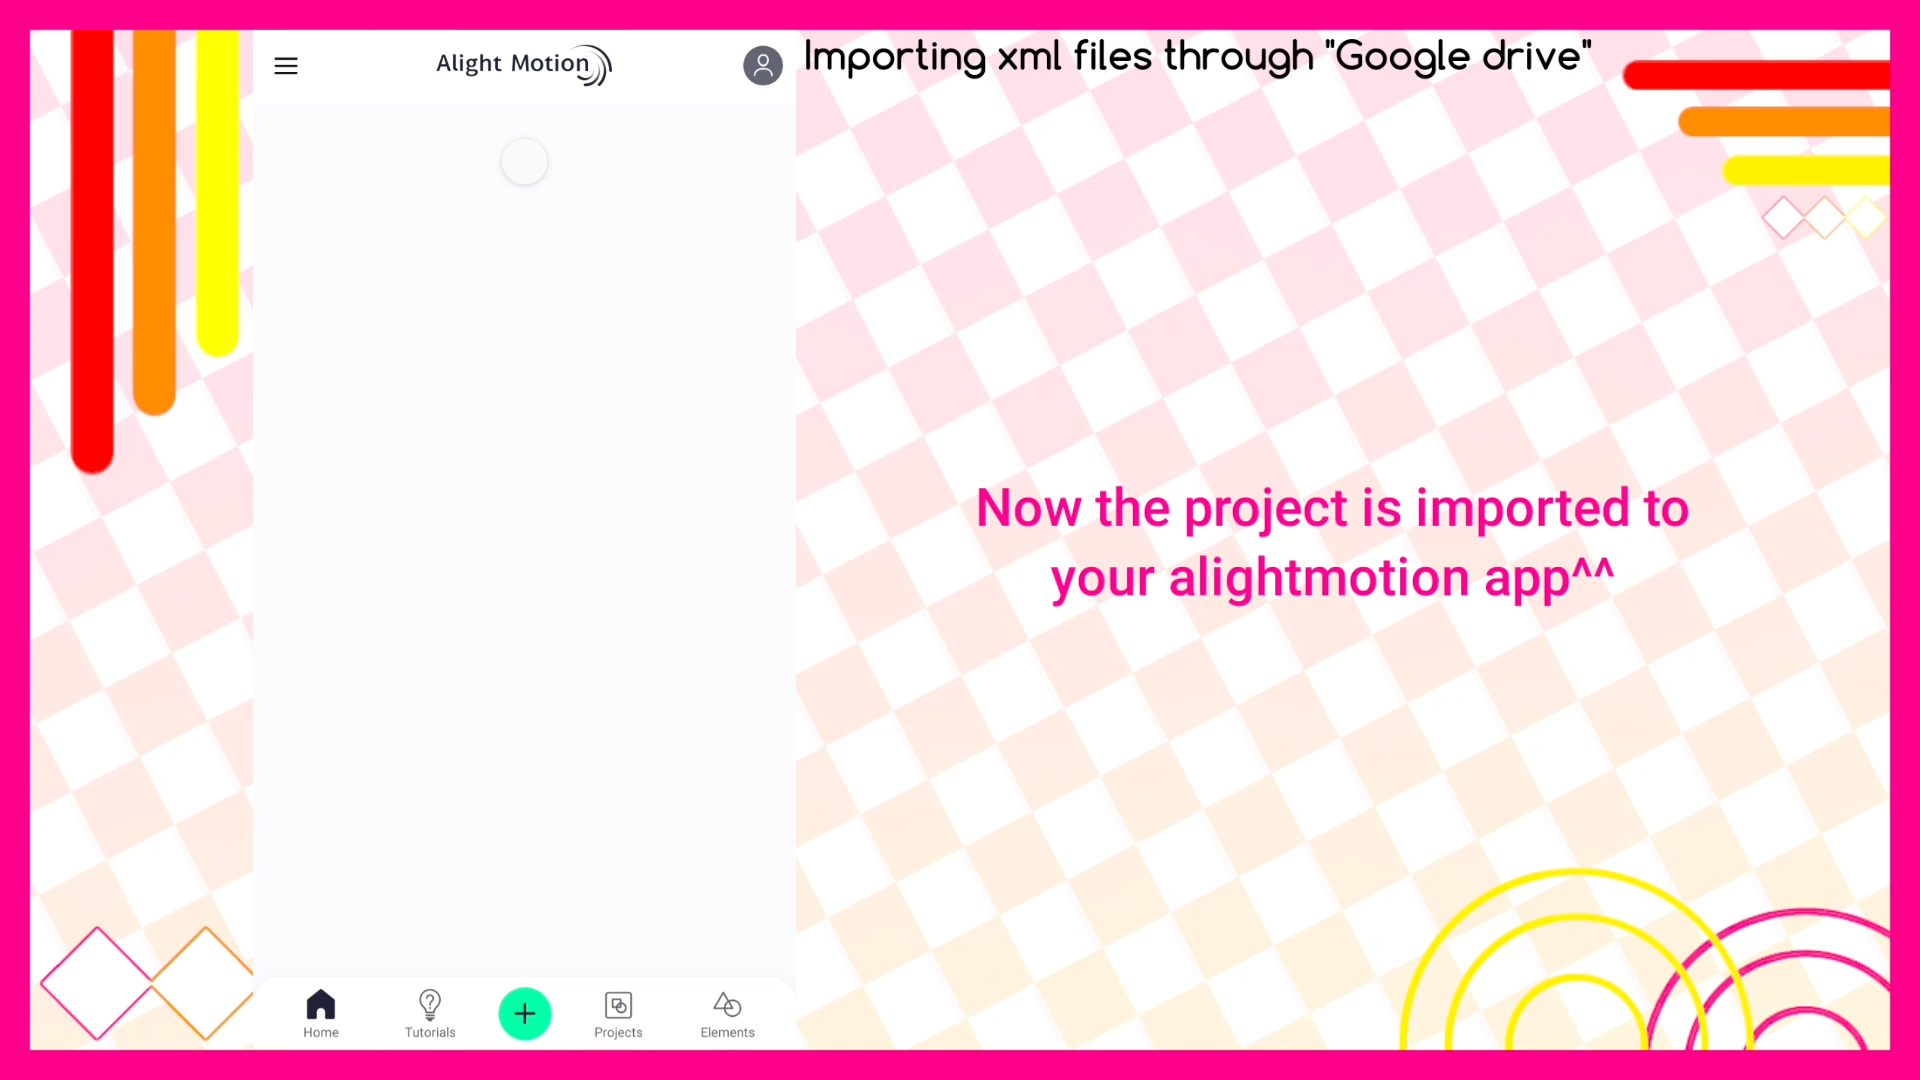 Alight Motion
Importing xml files through "Google drive"
Now the project is imported to
your alightmotion app^^
Home
Tutorials
Projects
Elements